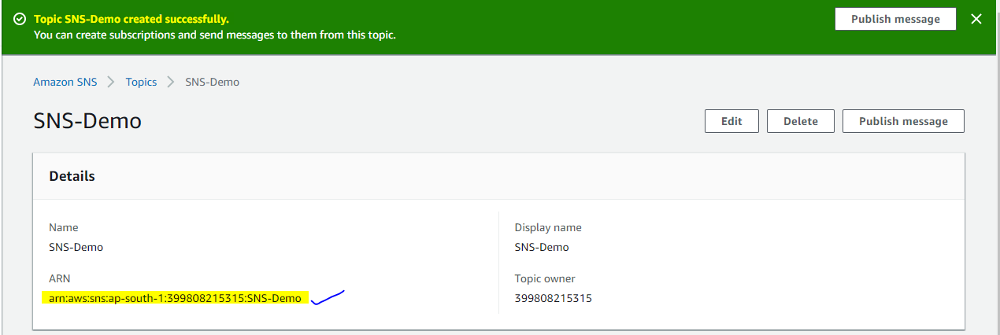 Topic SNS-Demo created successfully.
You can create subscriptions and send messages to them from this topic.
Publish message
Amazon SNS
Topics
SNS-Demo
SNS-Demo
Edit
Delete
Publish message
Details
Name
SNS-Demo
Display name
SNS-Demo
ARN
arn:aws:sns:ap-south-1:399808215315:SNS-Demo
Topic owner
399808215315